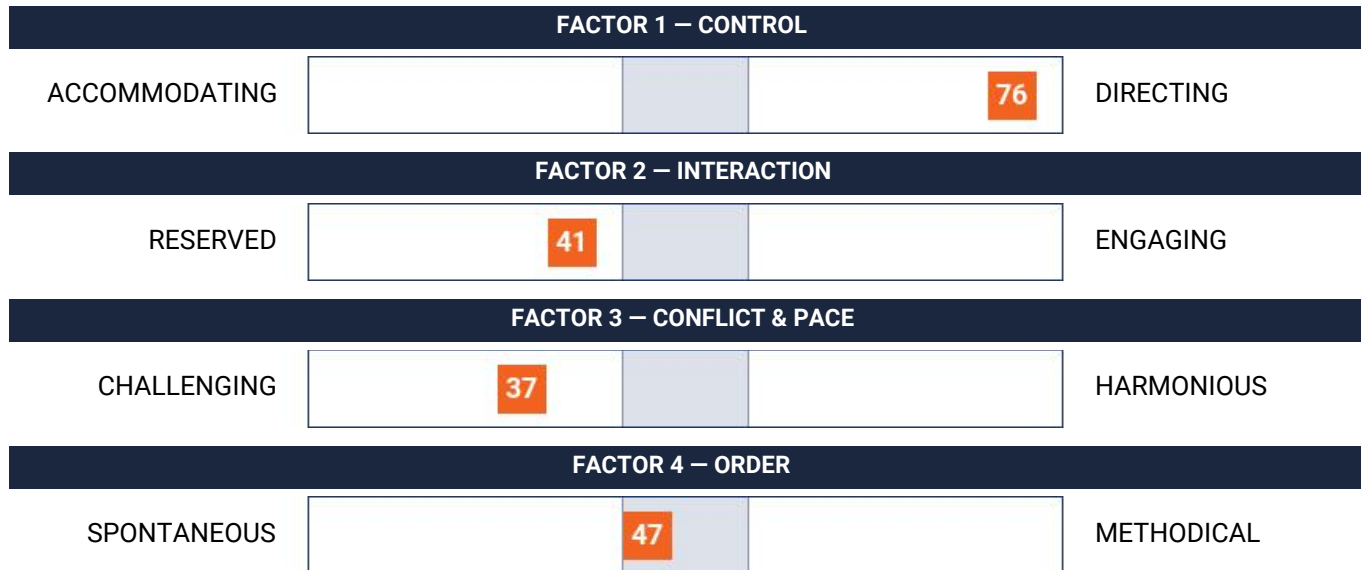 FACTOR 1 — CONTROL
ACCOMMODATING 76 DIRECTING
FACTOR 2 — INTERACTION
RESERVED 41 ENGAGING
FACTOR 3 — CONFLICT & PACE
CHALLENGING 37 HARMONIOUS
FACTOR 4 — ORDER
SPONTANEOUS 47 METHODICAL